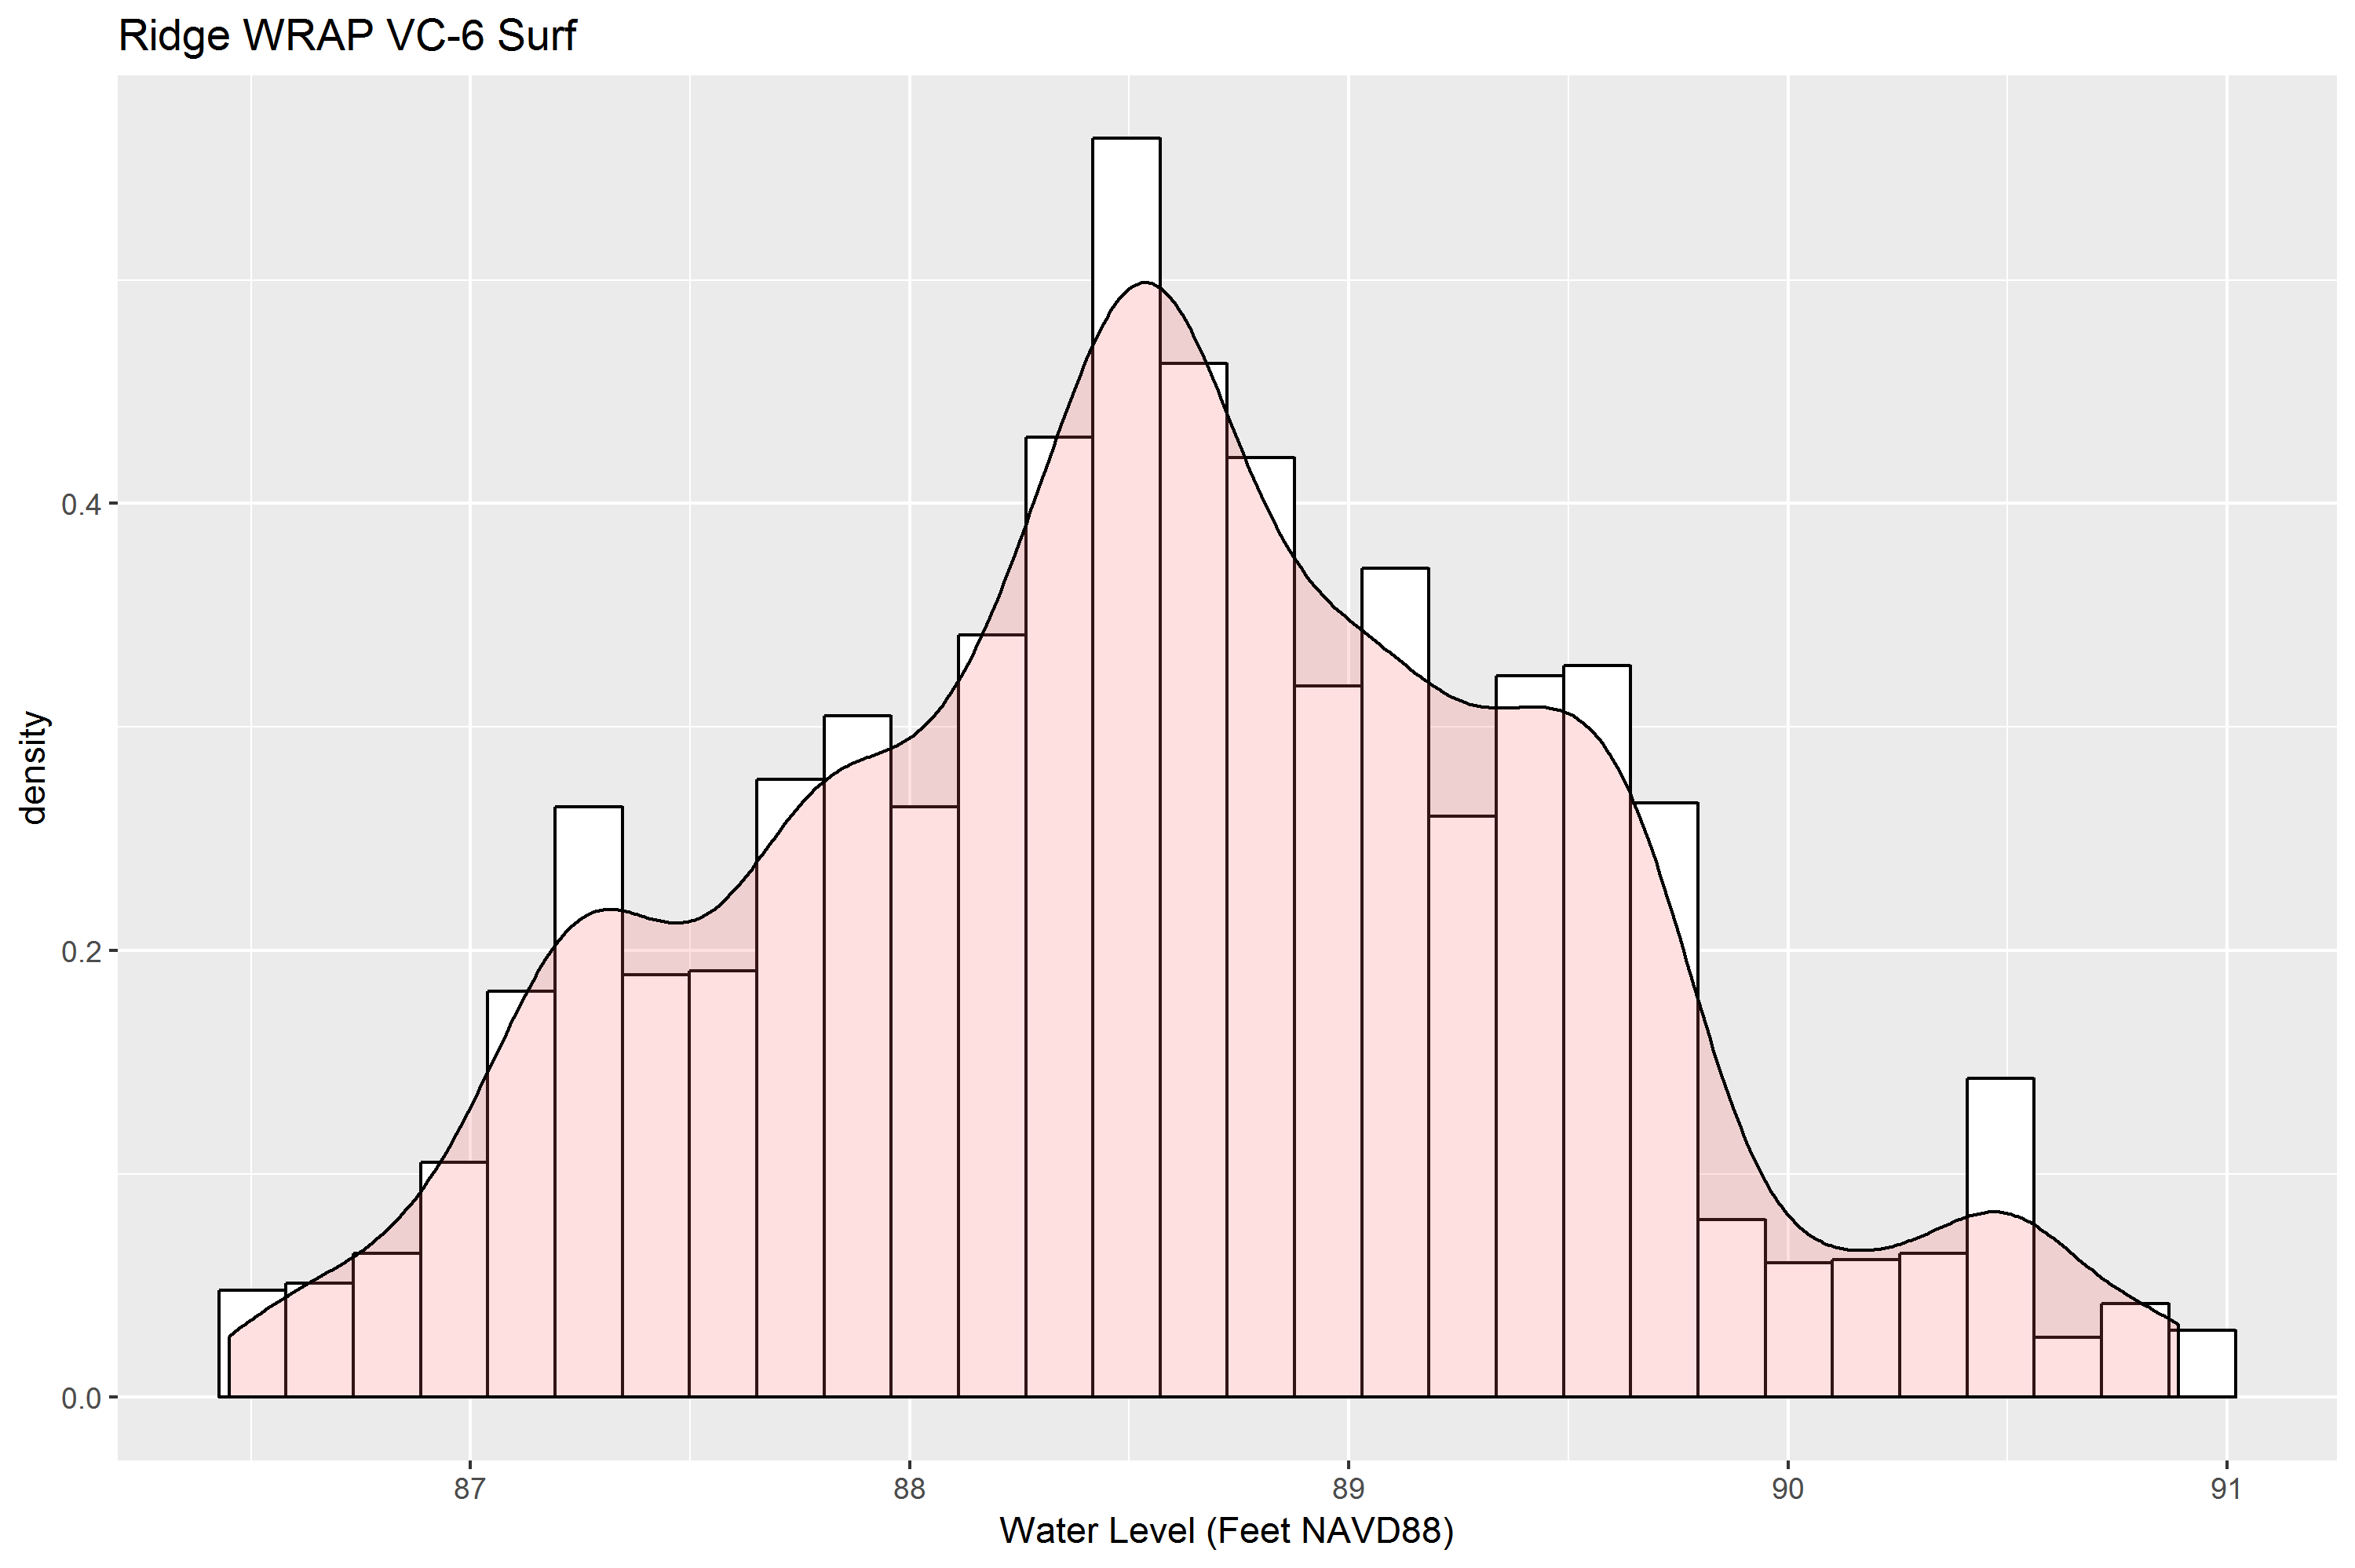 Ridge WRAP VC-6 Surf
density
0.4
0.2
0.0
87 88 89 90 91
Water Level (Feet NAVD88)